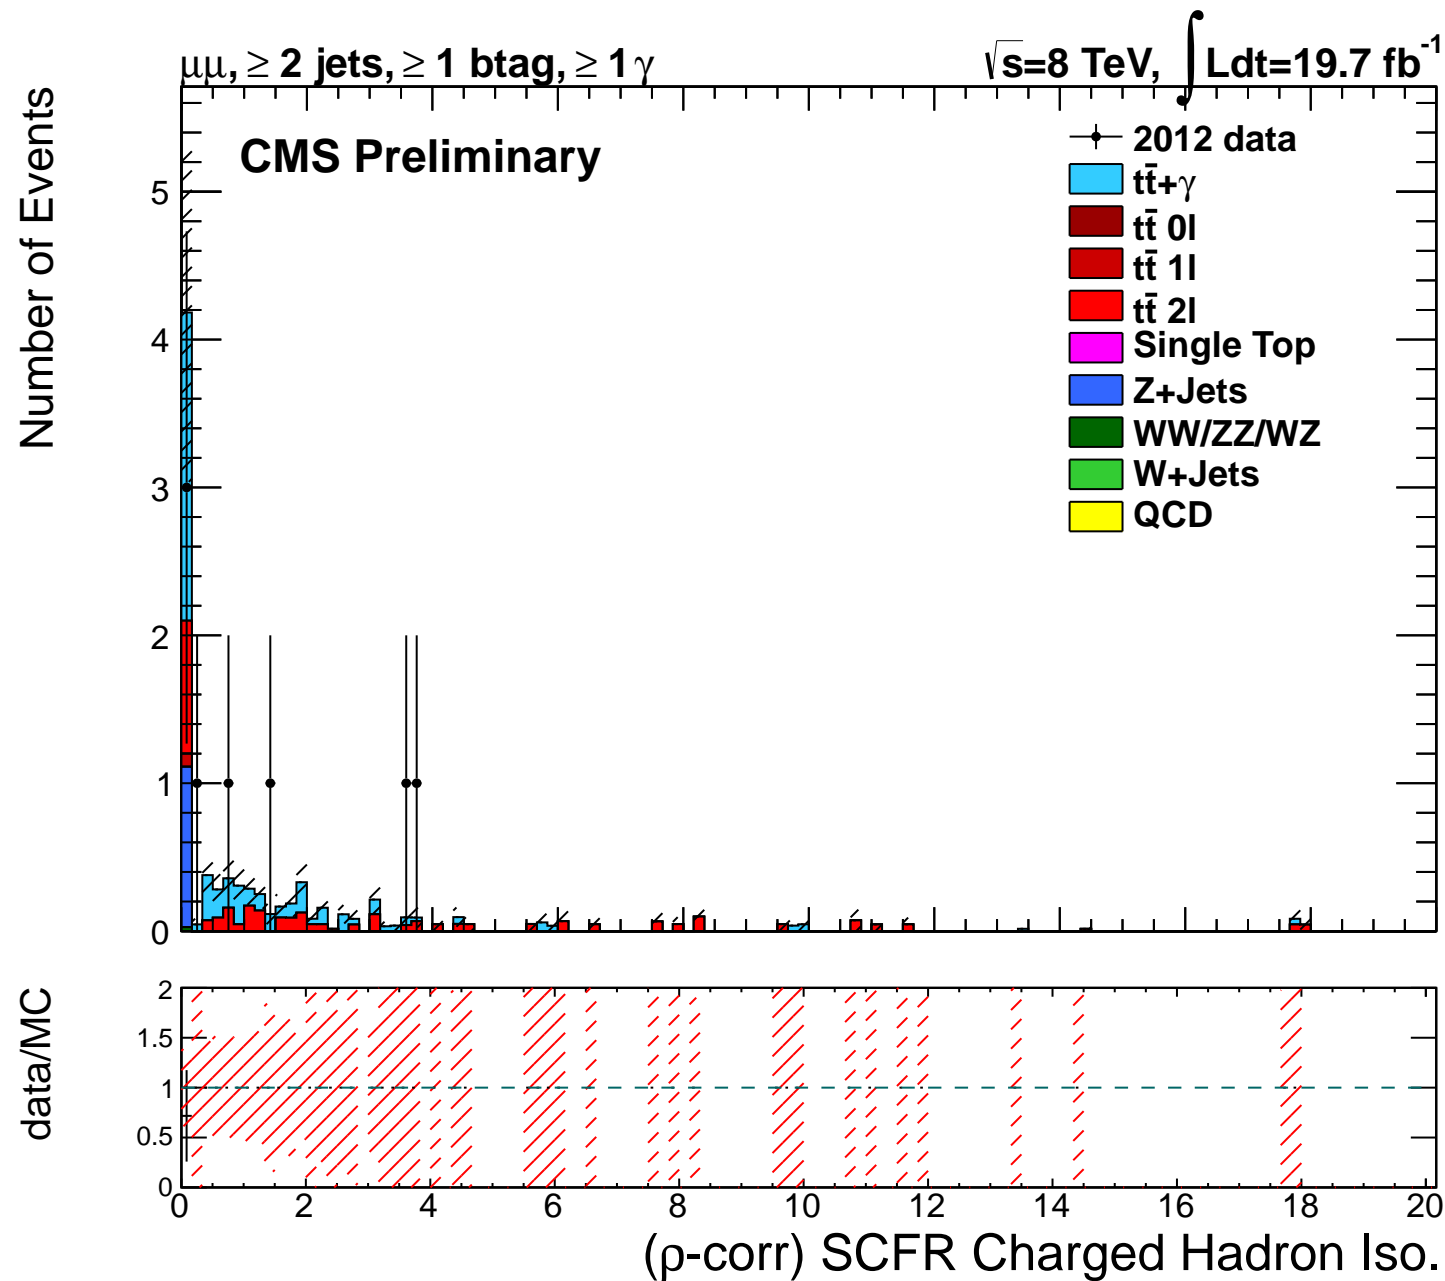 μμ, ≥ 2 jets, ≥ 1 btag, ≥ 1 γ
√s=8 TeV, ∫ Ldt=19.7 fb⁻¹
CMS Preliminary
2012 data
tt̄+γ
tt̄ 0l
tt̄ 1l
tt̄ 2l
Single Top
Z+Jets
WW/ZZ/WZ
W+Jets
QCD
Number of Events
5
4
3
2
1
0
data/MC
2
1.5
1
0.5
0
0 2 4 6 8 10 12 14 16 18 20
(ρ-corr) SCFR Charged Hadron Iso.